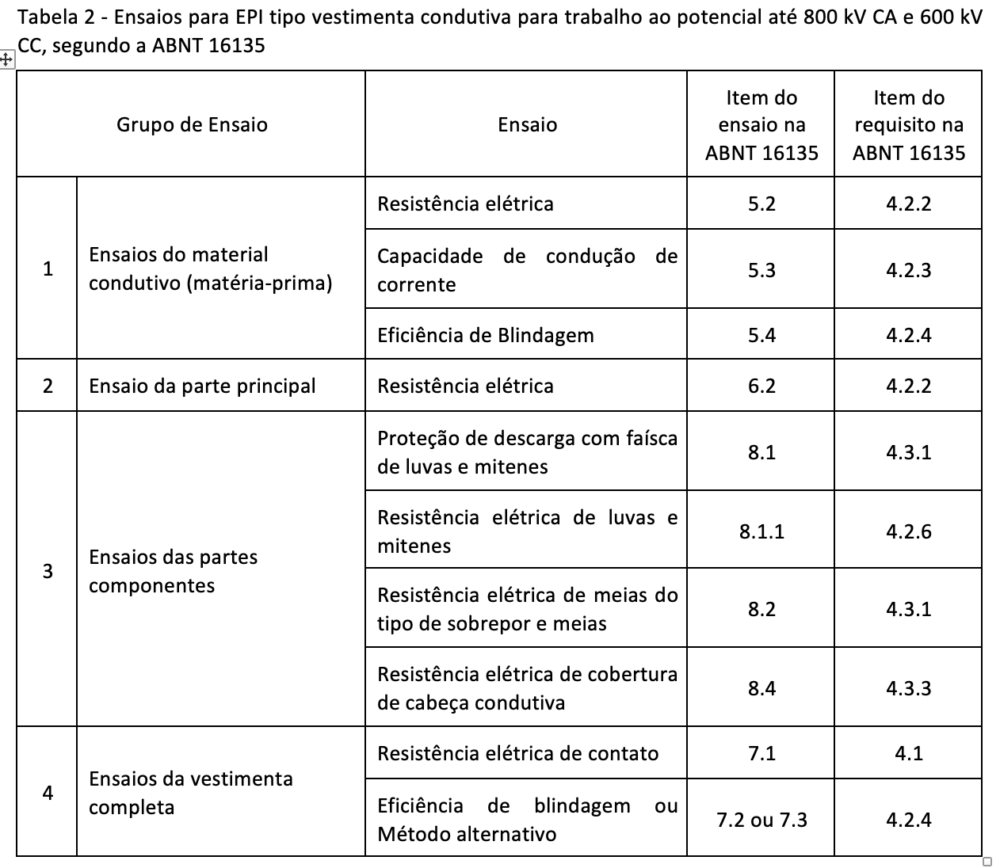 Tabela 2 - Ensaios para EPI tipo vestimenta condutiva para trabalho ao potencial até 800 kV CA e 600 kV
CC, segundo a ABNT 16135
Grupo de Ensaio
Ensaio
Item do
ensaio na
ABNT 16135
Item do
requisito na
ABNT 16135
1
Ensaios do material
condutivo (matéria-prima)
Resistência elétrica
5.2
4.2.2
Capacidade de condução de
corrente
5.3
4.2.3
Eficiência de Blindagem
5.4
4.2.4
2
Ensaio da parte principal
Resistência elétrica
6.2
4.2.2
3
Ensaios das partes
componentes
Proteção de descarga com faísca
de luvas e mitenes
8.1
4.3.1
Resistência elétrica de luvas e
mitenes
8.1.1
4.2.6
Resistência elétrica de meias do
tipo de sobrepor e meias
8.2
4.3.1
Resistência elétrica de cobertura
de cabeça condutiva
8.4
4.3.3
4
Ensaios da vestimenta
completa
Resistência elétrica de contato
7.1
4.1
Eficiência de blindagem ou
Método alternativo
7.2 ou 7.3
4.2.4